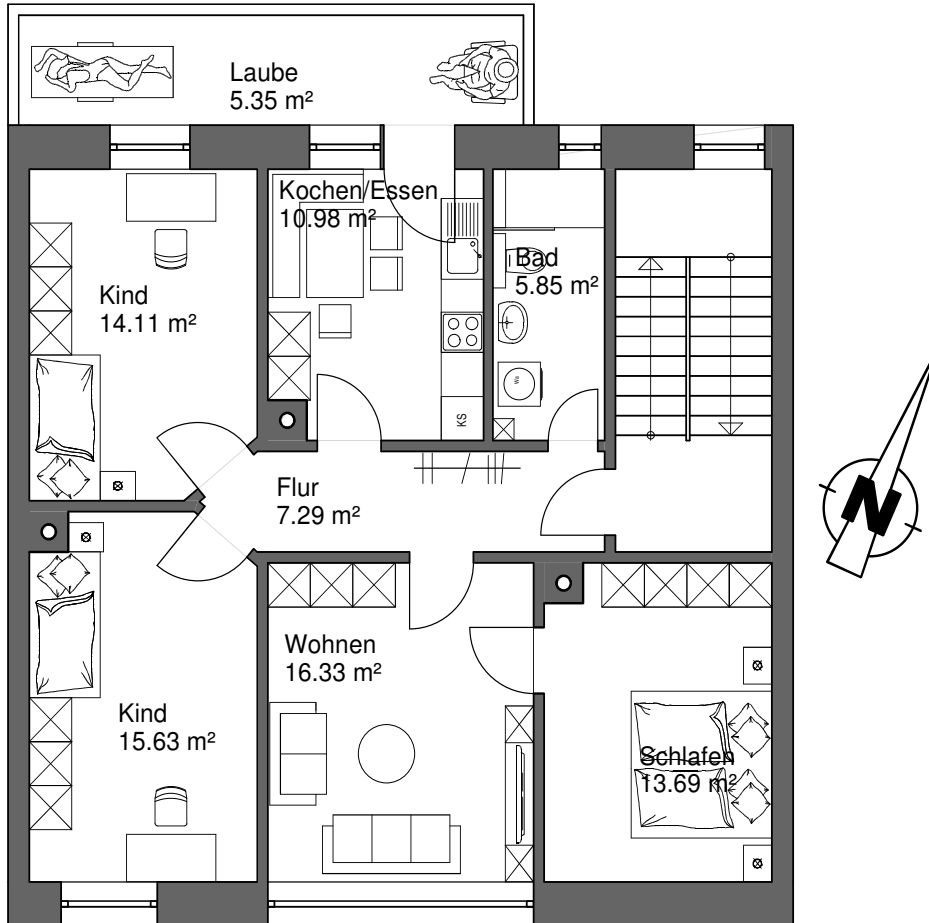 Laube
5.35 m²
Kochen/Essen
10.98 m²
Bad
5.85 m²
Kind
14.11 m²
Wa
KS
Flur
7.29 m²
N
Wohnen
16.33 m²
Kind
15.63 m²
Schlafen
13.69 m²